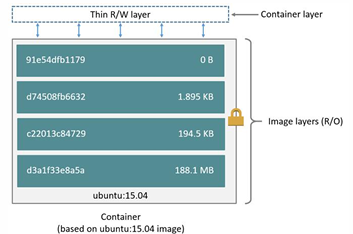 Thin R/W layer
Container layer
91e54dfb1179 0 B
d74508fb6632 1.895 KB
c22013c84729 194.5 KB
d3a1f33e8a5a 188.1 MB
Image layers (R/O)
ubuntu:15.04
Container
(based on ubuntu:15.04 image)